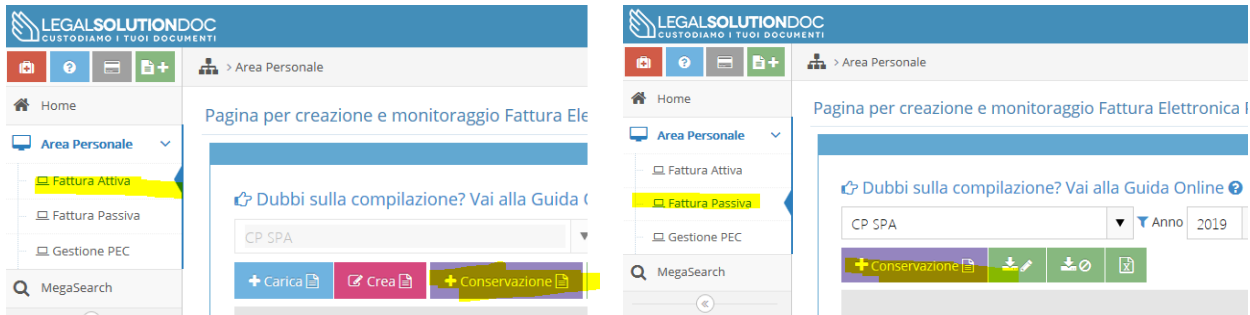 LEGALSOLUTIONDOC
CUSTODIAMO I TUOI DOCUMENTI
> Area Personale
Home
Pagina per creazione e monitoraggio Fattura Ele
Area Personale
Fattura Attiva
Dubbi sulla compilazione? Vai alla Guida
Fattura Passiva
CP SPA
Gestione PEC
+ Carica
Crea
+ Conservazione
MegaSearch
LEGALSOLUTIONDOC
CUSTODIAMO I TUOI DOCUMENTI
> Area Personale
Home
Pagina per creazione e monitoraggio Fattura Elettronica
Area Personale
Fattura Attiva
Dubbi sulla compilazione? Vai alla Guida Online
Fattura Passiva
CP SPA
Anno 2019
Gestione PEC
+ Conservazione
MegaSearch